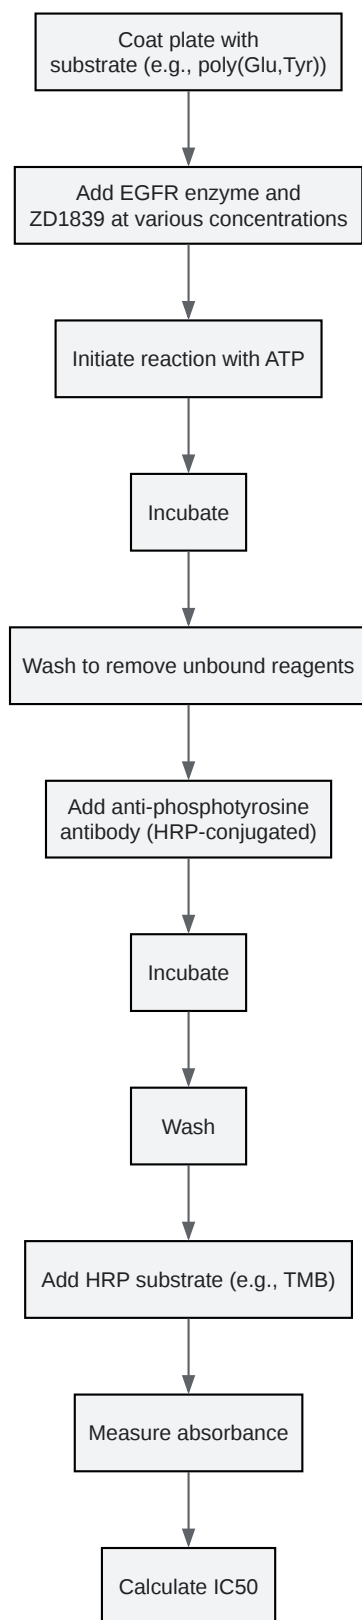 Coat plate with
substrate (e.g., poly(Glu,Tyr))
Add EGFR enzyme and
ZD1839 at various concentrations
Initiate reaction with ATP
Incubate
Wash to remove unbound reagents
Add anti-phosphotyrosine
antibody (HRP-conjugated)
Incubate
Wash
Add HRP substrate (e.g., TMB)
Measure absorbance
Calculate IC50